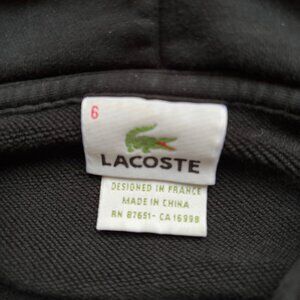 6
LACOSTE
DESIGNED IN FRANCE
MADE IN CHINA
RN 87651 - CA 16998